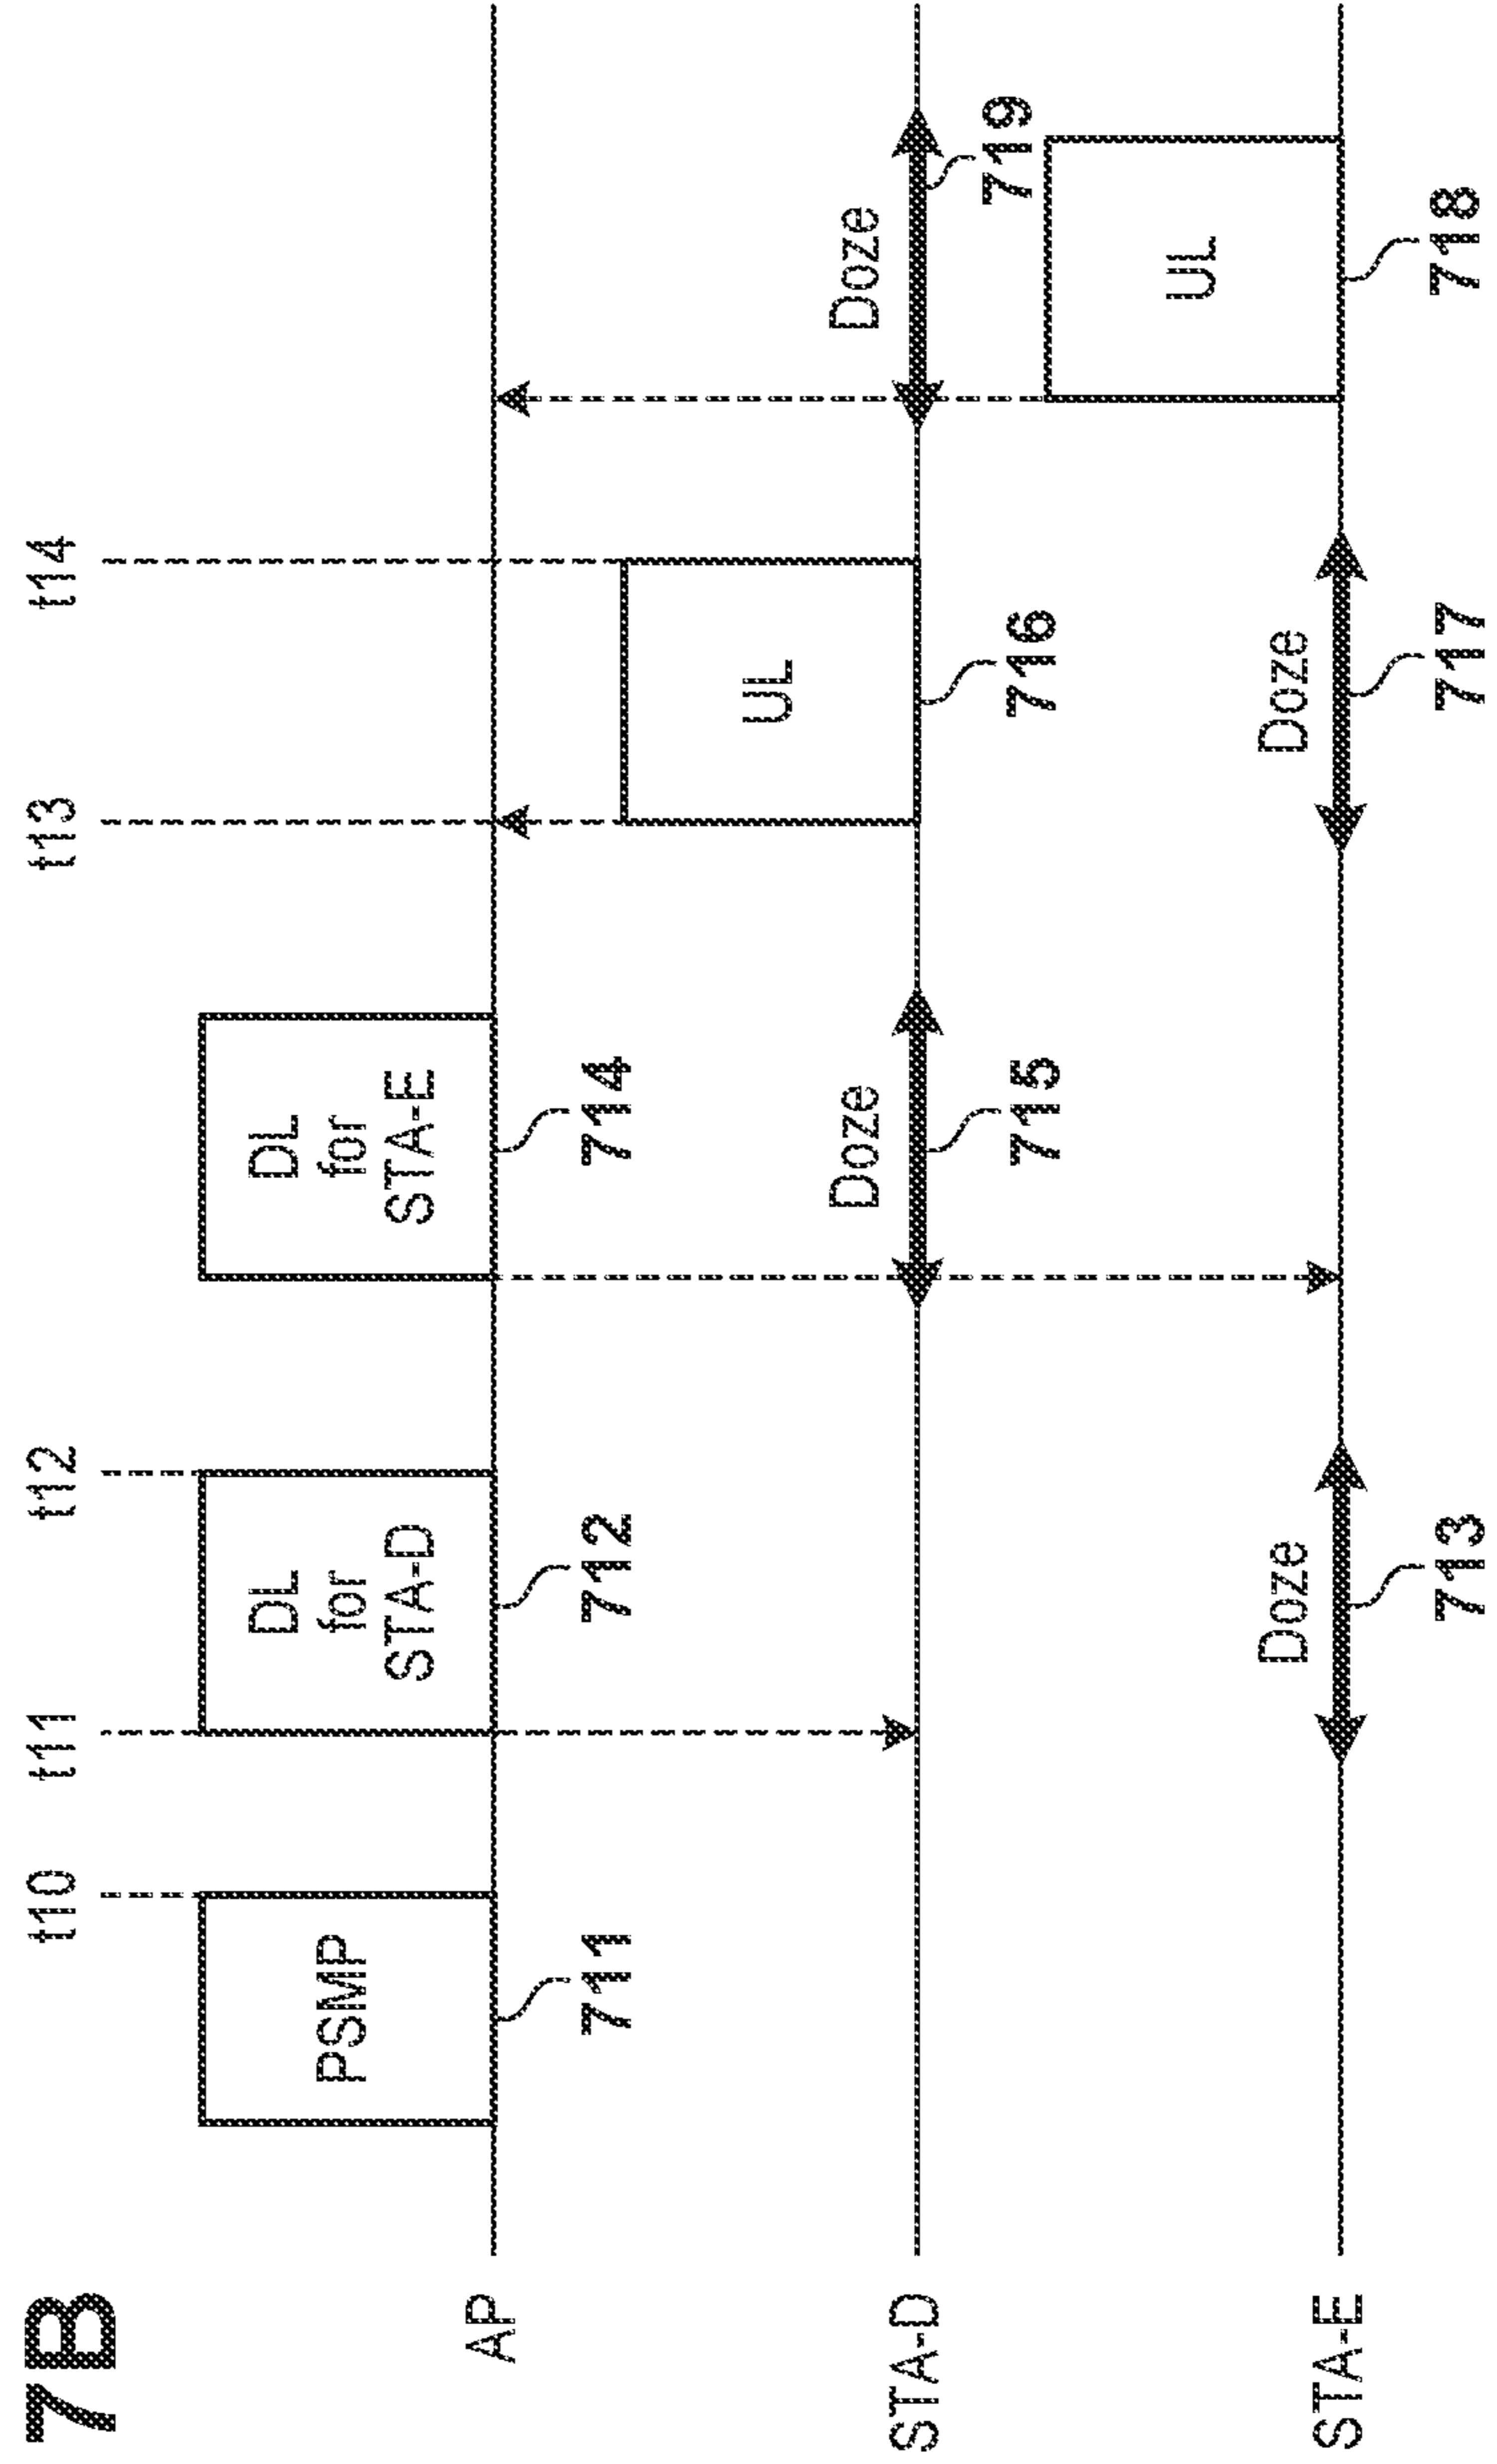 7B
t10
t11
t12
t13
t14
AP
PSMP
711
DL
for
STA-D
712
DL
for
STA-E
714
STA-D
Doze
715
UL
716
Doze
719
STA-E
Doze
713
Doze
717
UL
718